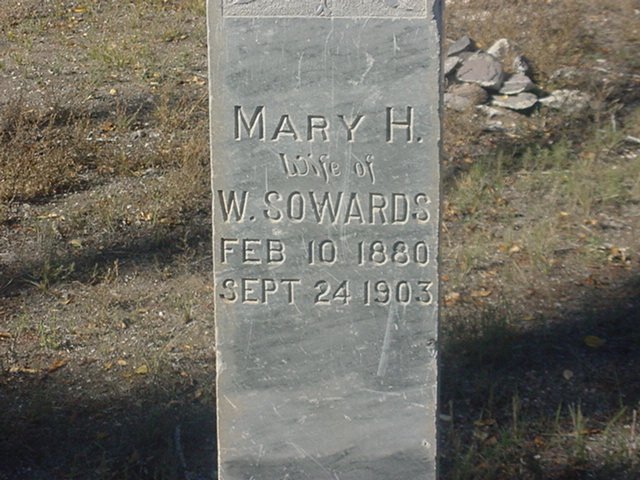 MARY H.
Wife of
W. SOWARDS
FEB 10 1880
SEPT 24 1903